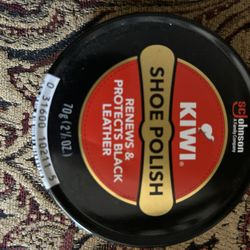 SC Johnson
A Family Company
KIWI
SHOE POLISH
RENEWS &
PROTECTS BLACK
LEATHER
70g (2½ OZ.)